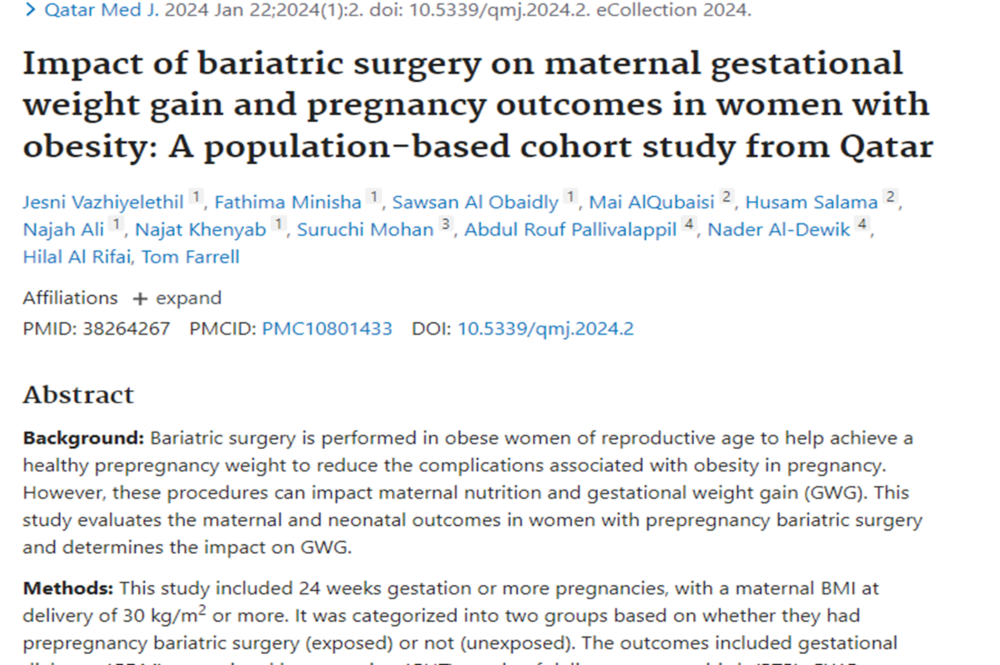 > Qatar Med J. 2024 Jan 22;2024(1):2. doi: 10.5339/qmj.2024.2. eCollection 2024.
Impact of bariatric surgery on maternal gestational
weight gain and pregnancy outcomes in women with
obesity: A population-based cohort study from Qatar
Jesni Vazhiyelethil 1, Fathima Minisha 1, Sawsan Al Obaidly 1, Mai AlQubaisi 2, Husam Salama 2,
Najah Ali 1, Najat Khenyab 1, Suruchi Mohan 3, Abdul Rouf Pallivalappil 4, Nader Al-Dewik 4,
Hilal Al Rifai, Tom Farrell
Affiliations + expand
PMID: 38264267 PMCID: PMC10801433 DOI: 10.5339/qmj.2024.2
Abstract
Background: Bariatric surgery is performed in obese women of reproductive age to help achieve a
healthy prepregnancy weight to reduce the complications associated with obesity in pregnancy.
However, these procedures can impact maternal nutrition and gestational weight gain (GWG). This
study evaluates the maternal and neonatal outcomes in women with prepregnancy bariatric surgery
and determines the impact on GWG.
Methods: This study included 24 weeks gestation or more pregnancies, with a maternal BMI at
delivery of 30 kg/m2 or more. It was categorized into two groups based on whether they had
prepregnancy bariatric surgery (exposed) or not (unexposed). The outcomes included gestational